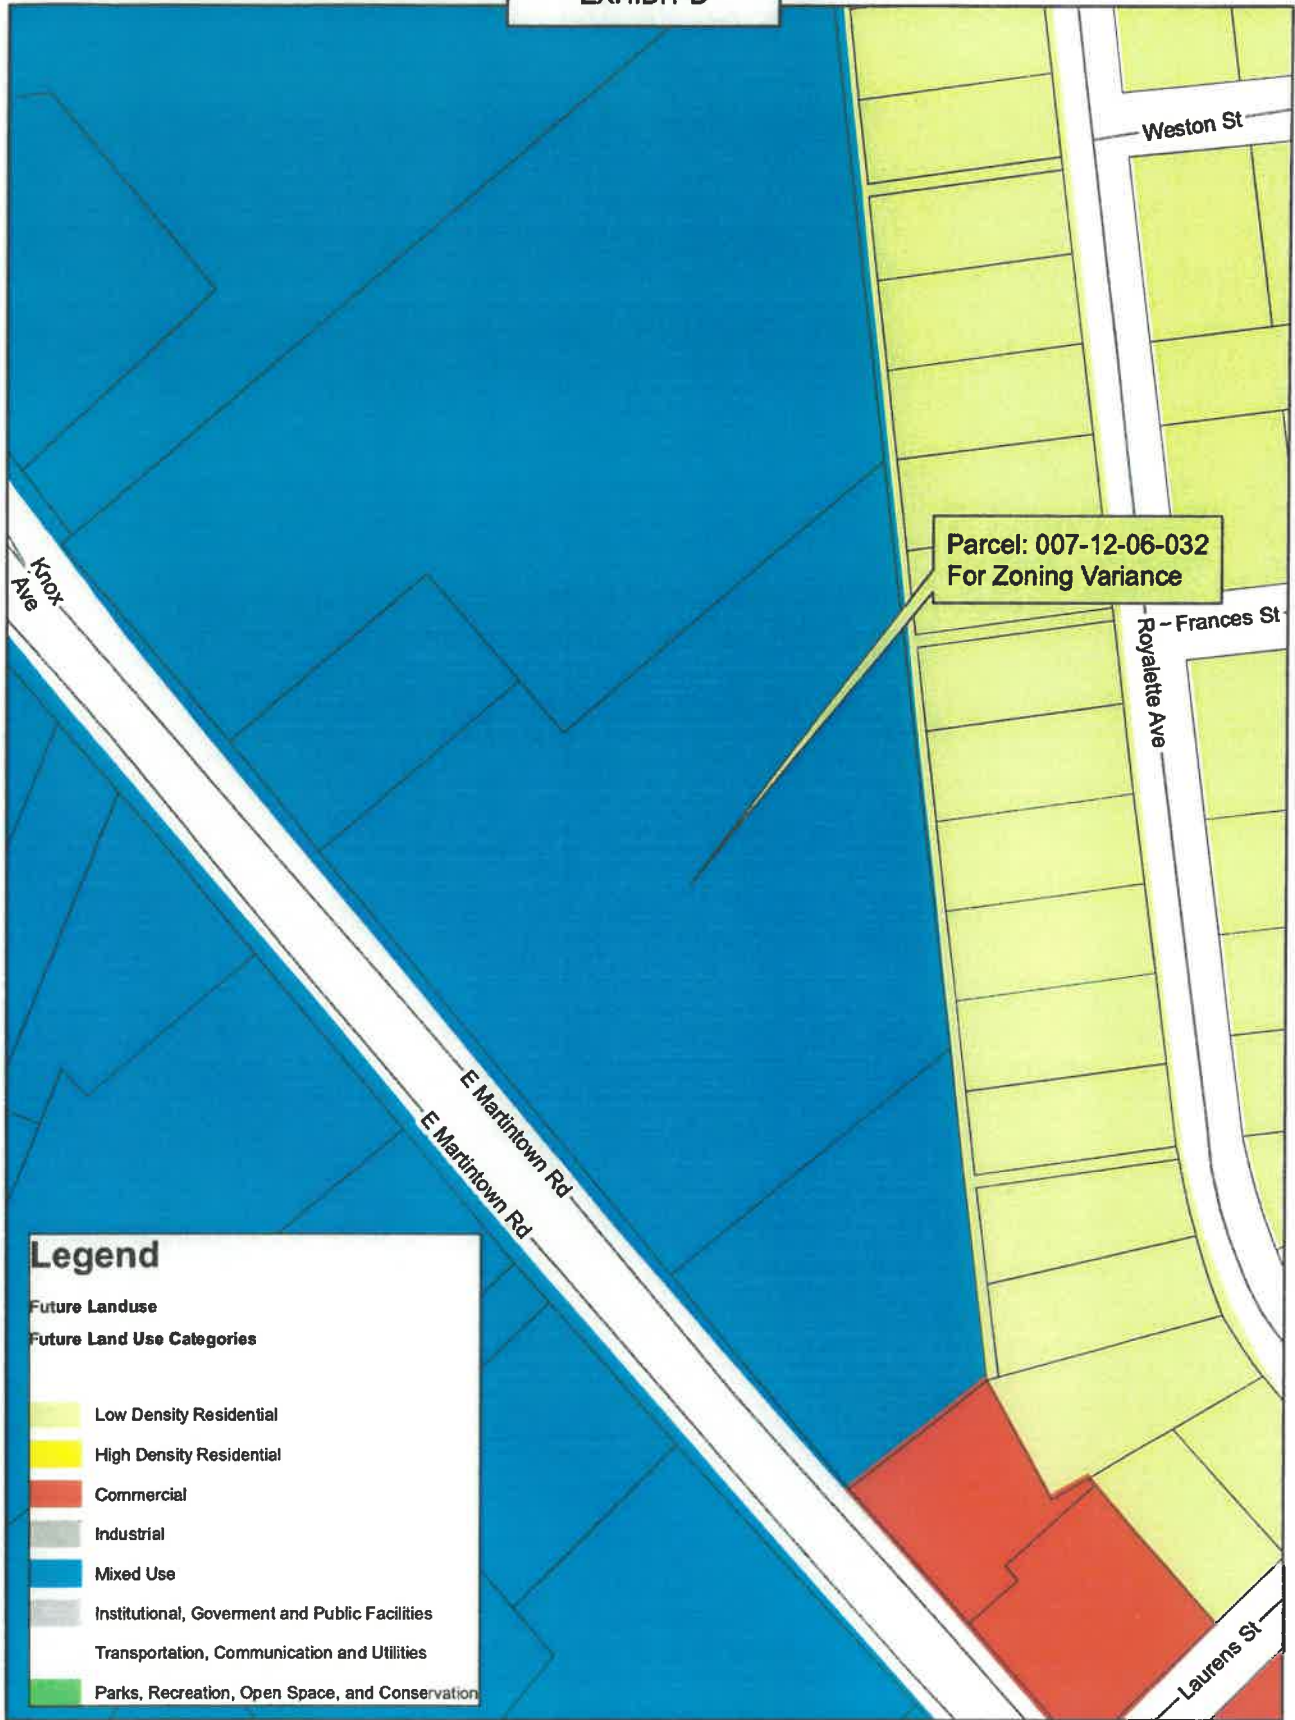 Weston St
Parcel: 007-12-06-032
For Zoning Variance
Knox
Ave
Frances St
Royalette Ave
E Martintown Rd
E Martintown Rd
Legend
Future Landuse
Future Land Use Categories
Low Density Residential
High Density Residential
Commercial
Industrial
Mixed Use
Institutional, Goverment and Public Facilities
Transportation, Communication and Utilities
Parks, Recreation, Open Space, and Conservation
Laurens St